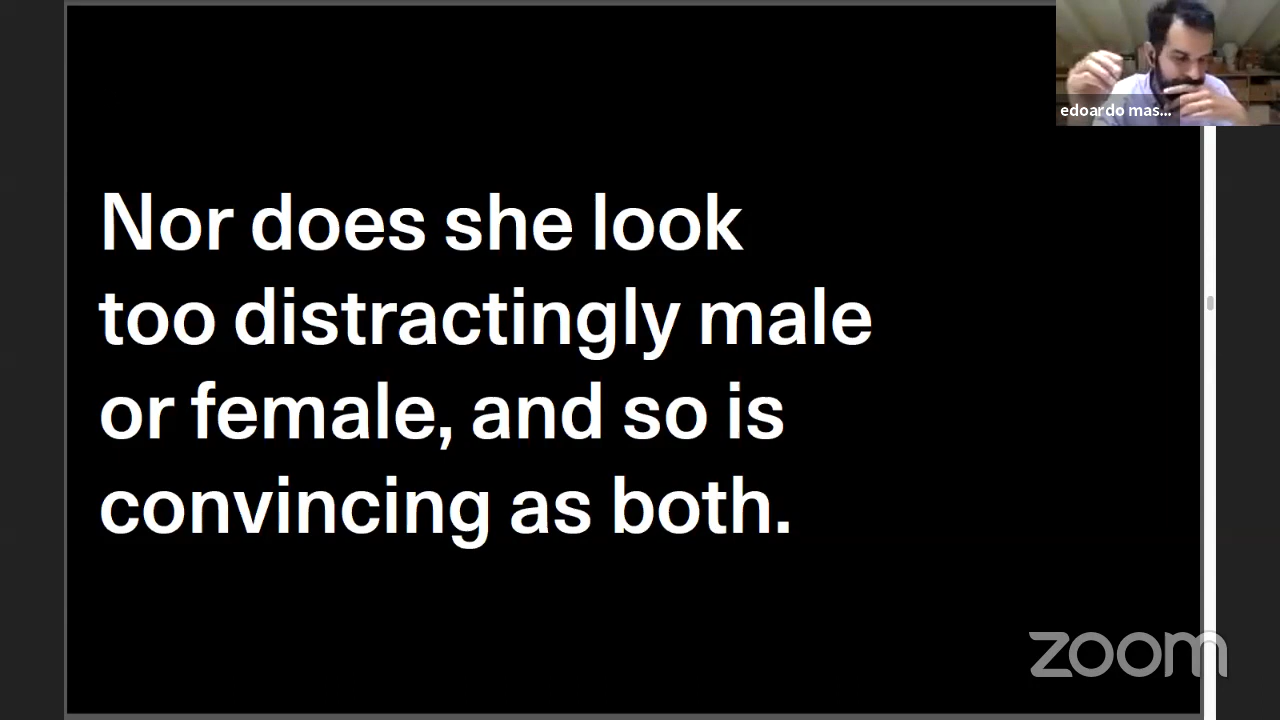 edoardo mas...
Nor does she look
too distractingly male
or female, and so is
convincing as both.
zoom